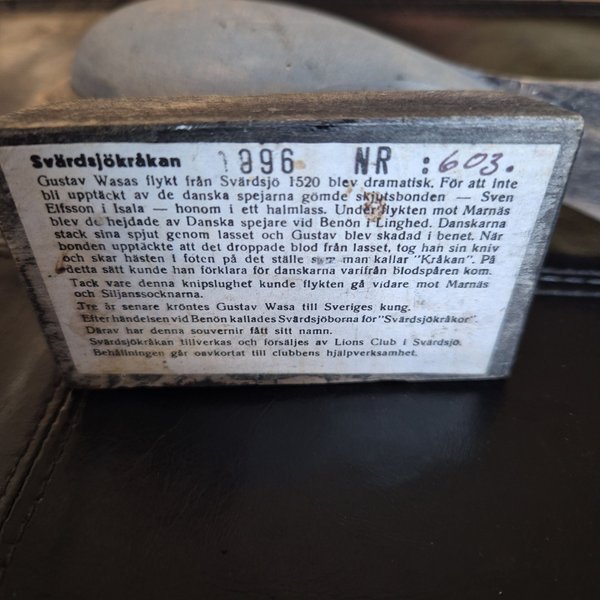 Svärdsjökråkan 1996 NR : 603.
Gustav Wasas flykt från Svärdsjö 1520 blev dramatisk. För att inte
bli upptäckt av de danska spejarna gömde skjutsbonden — Sven
Elfsson i Isala — honom i ett halmlass. Under flykten mot Marnäs
blev de hejdade av Danska spejare vid Benön i Linghed. Danskarna
stack sina spjut genom lasset och Gustav blev skadad i benet. När
bonden upptäckte att det droppade blod från lasset, tog han sin kniv
och skar hästen i foten på det ställe som man kallar "Kråkan". På
detta sätt kunde han förklara för danskarna varifrån blodspåren kom.
Tack vare denna knipslughet kunde flykten gå vidare mot Marnäs
och Siljanssocknarna.
Tre år senare kröntes Gustav Wasa till Sveriges kung.
Efter händelsen vid Benön kallades Svärdsjöborna för "Svärdsjökråkor".
Därav har denna souvernir fått sitt namn.
Svärdsjökråkan tillverkas och försäljes av Lions Club i Svärdsjö.
Behållningen går oavkortat till clubbens hjälpverksamhet.